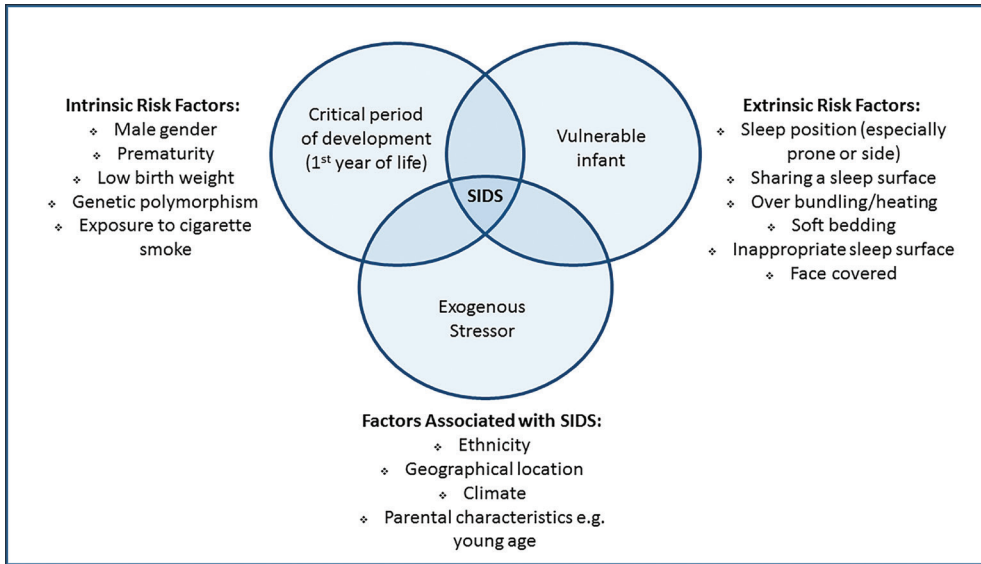 Intrinsic Risk Factors:
❖ Male gender
❖ Prematurity
❖ Low birth weight
❖ Genetic polymorphism
❖ Exposure to cigarette
smoke
Critical period
of development
(1st year of life)
Vulnerable
infant
SIDS
Exogenous
Stressor
Extrinsic Risk Factors:
❖ Sleep position (especially
prone or side)
❖ Sharing a sleep surface
❖ Over bundling/heating
❖ Soft bedding
❖ Inappropriate sleep surface
❖ Face covered
Factors Associated with SIDS:
❖ Ethnicity
❖ Geographical location
❖ Climate
❖ Parental characteristics e.g.
young age